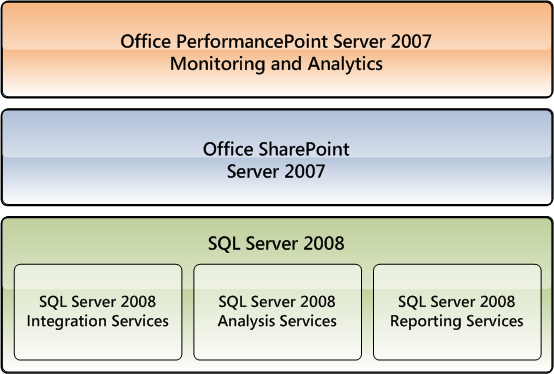 Office PerformancePoint Server 2007
Monitoring and Analytics
Office SharePoint
Server 2007
SQL Server 2008
SQL Server 2008
Integration Services
SQL Server 2008
Analysis Services
SQL Server 2008
Reporting Services